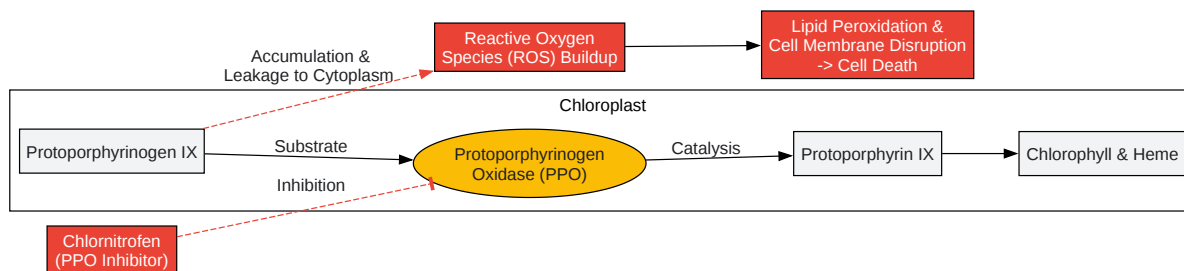 Reactive Oxygen
Species (ROS) Buildup
Lipid Peroxidation &
Cell Membrane Disruption
-> Cell Death
Accumulation &
Leakage to Cytoplasm
Chloroplast
Protoporphyrinogen IX
Substrate
Protoporphyrinogen
Oxidase (PPO)
Catalysis
Protoporphyrin IX
Chlorophyll & Heme
Inhibition
Chlornitrofen
(PPO Inhibitor)